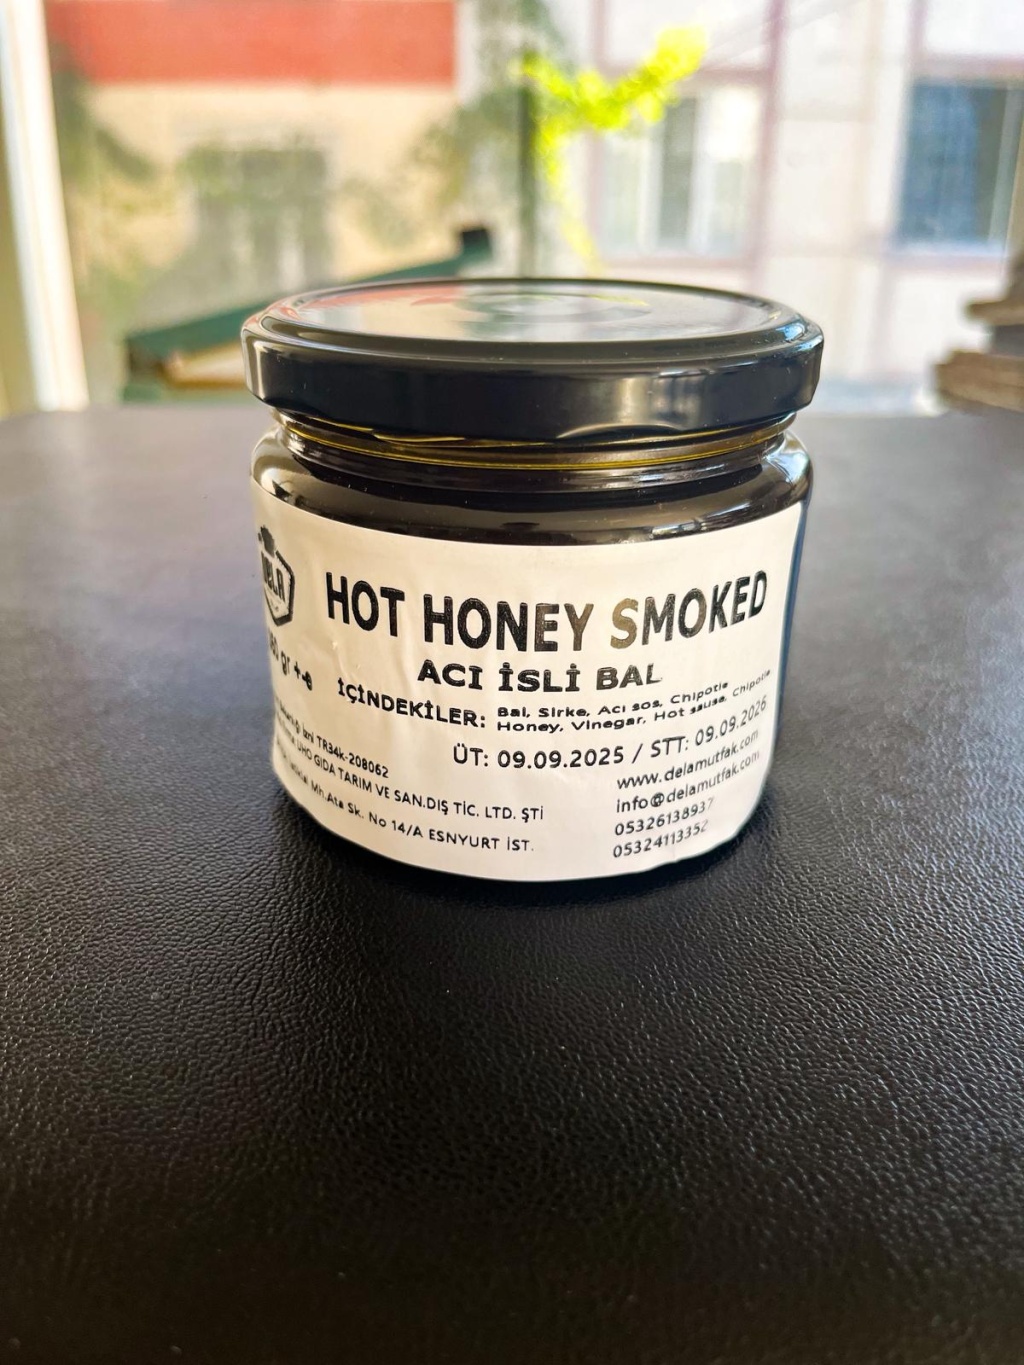 HOT HONEY SMOKED
ACI İSLİ BAL
İÇİNDEKİLER: Bal, Sirke, Acı sos, Chipotle
Honey, Vinegar, Hot sause, Chipotle
ÜT: 09.09.2025 / STT: 09.09.2026
gr +-e
İzni TR34k-208062
GIDA TARIM VE SAN.DIŞ TİC. LTD. ŞTİ
Mh.Ata Sk. No 14/A ESNYURT İST.
www.delamutfak.com
info@delamutfak.com
05326138937
05324113352